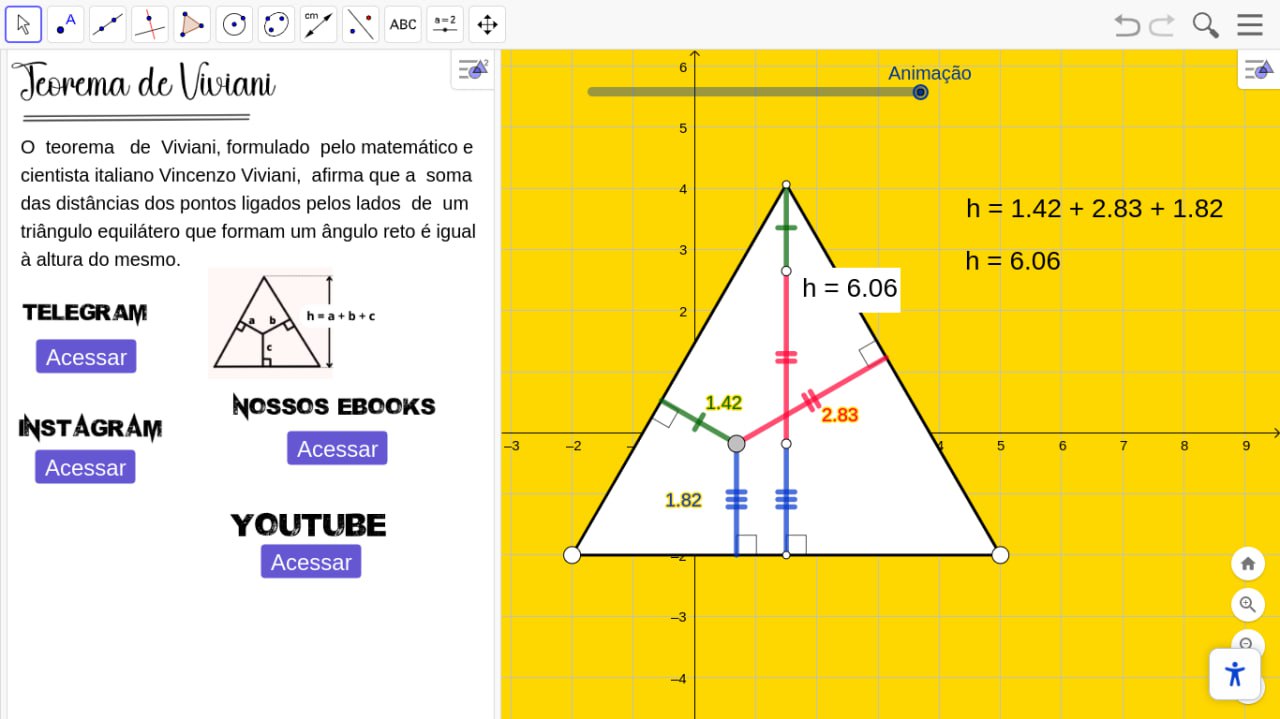 A
cm
ABC
a=2
2
Teorema de Viviani
O teorema de Viviani, formulado pelo matemático e
cientista italiano Vincenzo Viviani, afirma que a soma
das distâncias dos pontos ligados pelos lados de um
triângulo equilátero que formam um ângulo reto é igual
à altura do mesmo.
TELEGRAM
Acessar
a
b
c
h = a + b + c
INSTAGRAM
Acessar
NOSSOS EBOOKS
Acessar
YOUTUBE
Acessar
Animação
6
5
4
3
2
–2
–3
–4
–3
–2
–
4
5
6
7
8
9
h = 1.42 + 2.83 + 1.82
h = 6.06
h = 6.06
1.42
2.83
1.82